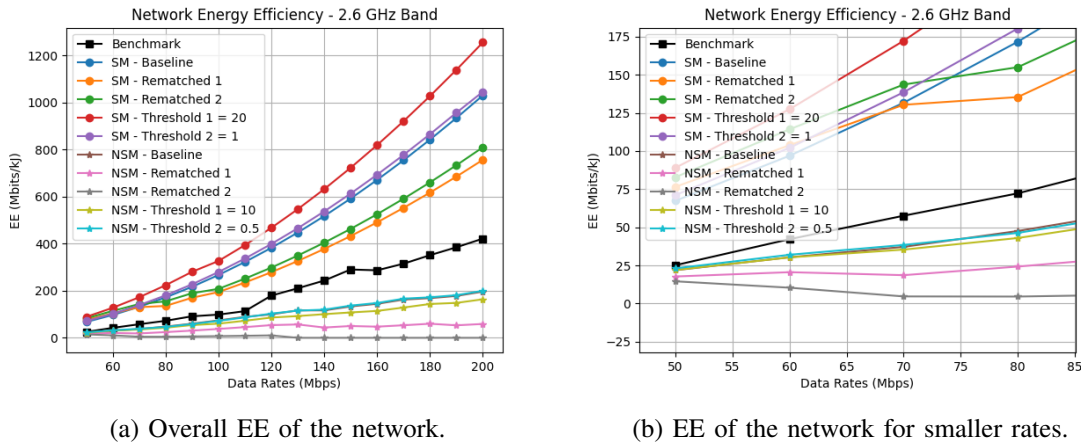 Network Energy Efficiency - 2.6 GHz Band
EE (Mbits/kJ)
1200
1000
800
600
400
200
0
Benchmark
SM - Baseline
SM - Rematched 1
SM - Rematched 2
SM - Threshold 1 = 20
SM - Threshold 2 = 1
NSM - Baseline
NSM - Rematched 1
NSM - Rematched 2
NSM - Threshold 1 = 10
NSM - Threshold 2 = 0.5
60 80 100 120 140 160 180 200
Data Rates (Mbps)
(a) Overall EE of the network.
Network Energy Efficiency - 2.6 GHz Band
EE (Mbits/kJ)
175
150
125
100
75
50
25
0
−25
Benchmark
SM - Baseline
SM - Rematched 1
SM - Rematched 2
SM - Threshold 1 = 20
SM - Threshold 2 = 1
NSM - Baseline
NSM - Rematched 1
NSM - Rematched 2
NSM - Threshold 1 = 10
NSM - Threshold 2 = 0.5
50 55 60 65 70 75 80 85
Data Rates (Mbps)
(b) EE of the network for smaller rates.